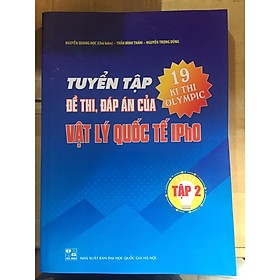 NGUYỄN QUANG HỌC (Chủ biên) - TRẦN ĐÌNH THẢO - NGUYỄN TRỌNG DŨNG
TUYỂN TẬP
19
KÌ THI
OLYMPIC
ĐỀ THI, ĐÁP ÁN CỦA
VẬT LÝ QUỐC TẾ IPhO
TẬP 2
NHÀ XUẤT BẢN ĐẠI HỌC QUỐC GIA HÀ NỘI